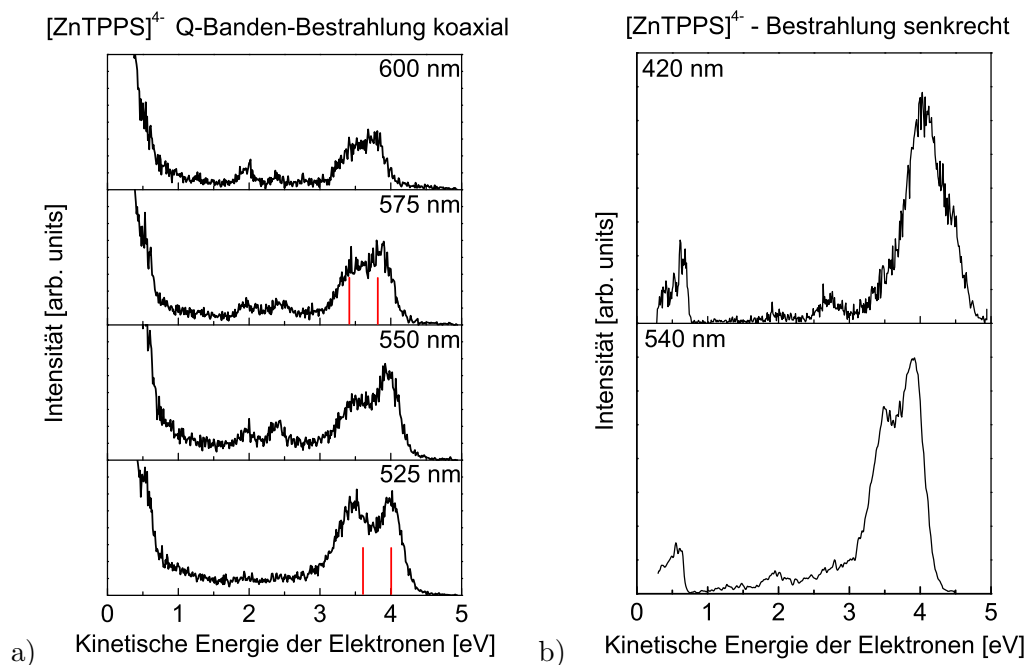 [ZnTPPS]⁴⁻ Q-Banden-Bestrahlung koaxial
600 nm
575 nm
550 nm
525 nm
Intensität [arb. units]
0 1 2 3 4 5
Kinetische Energie der Elektronen [eV]
a)
[ZnTPPS]⁴⁻ - Bestrahlung senkrecht
420 nm
540 nm
Intensität [arb. units]
0 1 2 3 4 5
Kinetische Energie der Elektronen [eV]
b)